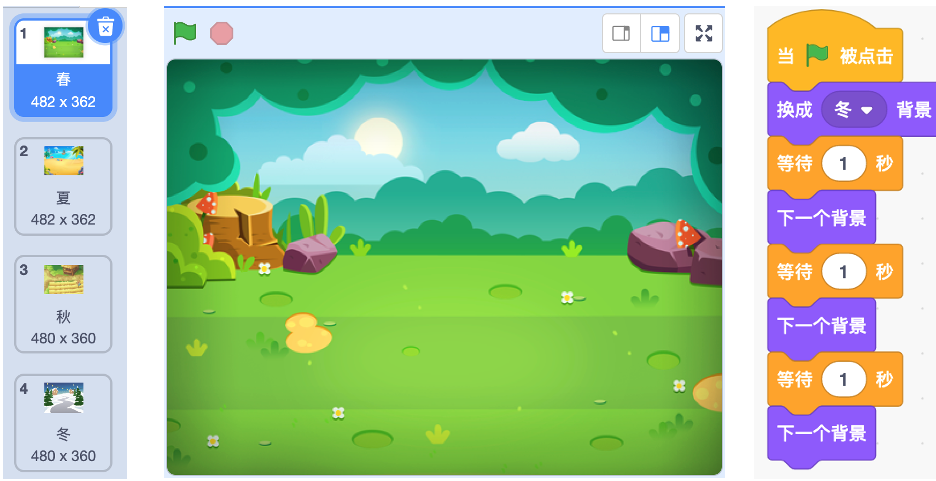 1
春
482 x 362
2
夏
482 x 362
3
秋
480 x 360
4
冬
480 x 360
当 被点击
换成 冬 背景
等待 1 秒
下一个背景
等待 1 秒
下一个背景
等待 1 秒
下一个背景